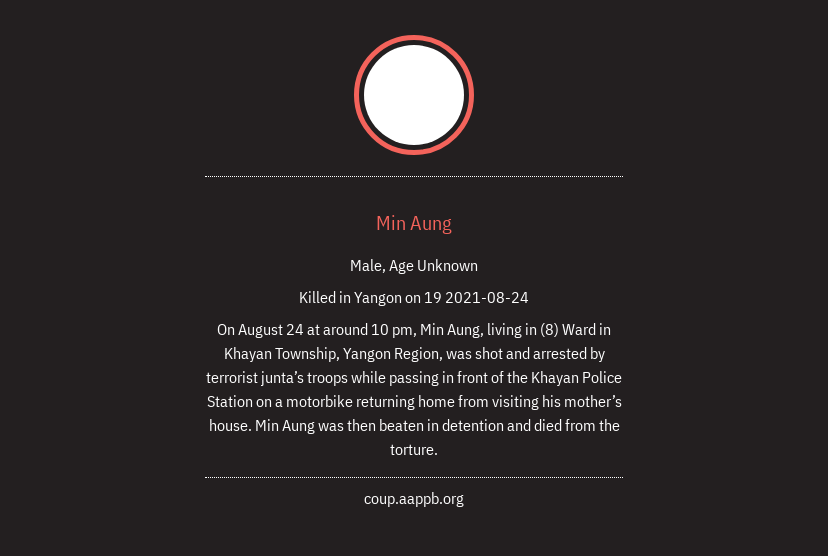 Min Aung
Male, Age Unknown
Killed in Yangon on 19 2021-08-24
On August 24 at around 10 pm, Min Aung, living in (8) Ward in
Khayan Township, Yangon Region, was shot and arrested by
terrorist junta’s troops while passing in front of the Khayan Police
Station on a motorbike returning home from visiting his mother’s
house. Min Aung was then beaten in detention and died from the
torture.
coup.aappb.org